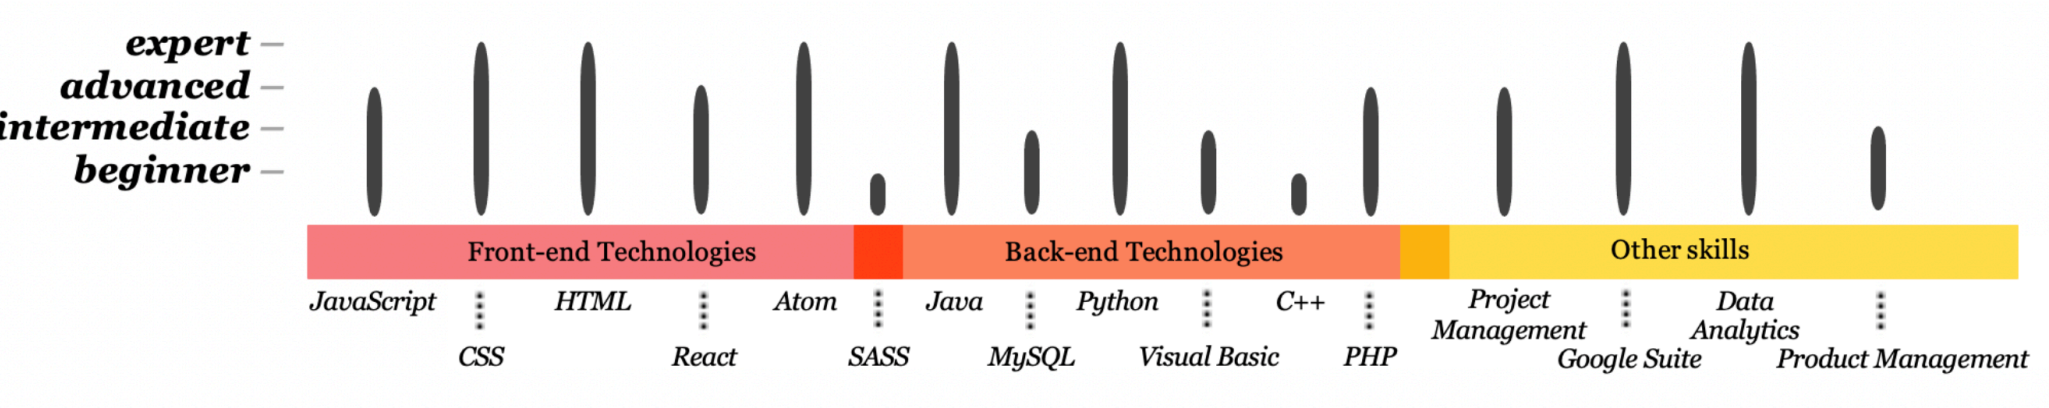 expert
advanced
intermediate
beginner
Front-end Technologies
Back-end Technologies
Other skills
JavaScript
CSS
HTML
React
Atom
SASS
Java
MySQL
Python
Visual Basic
C++
PHP
Project
Management
Google Suite
Data
Analytics
Product Management